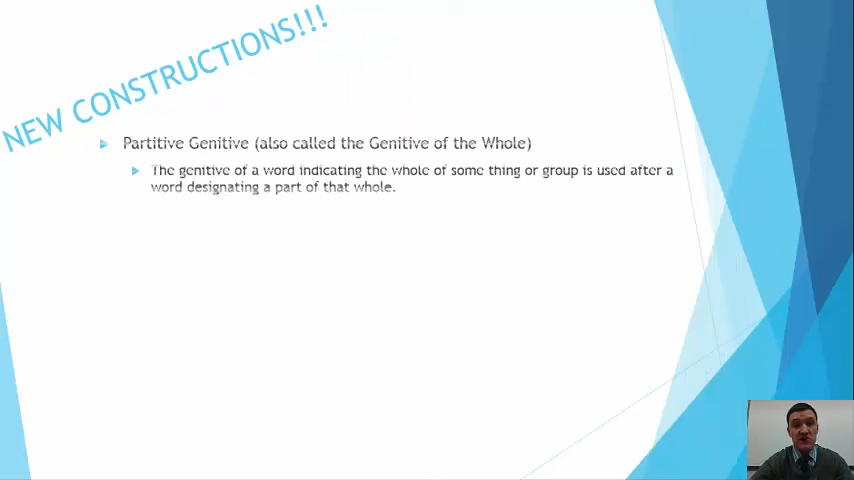 NEW CONSTRUCTIONS!!!
Partitive Genitive (also called the Genitive of the Whole)
The genitive of a word indicating the whole of some thing or group is used after a
word designating a part of that whole.